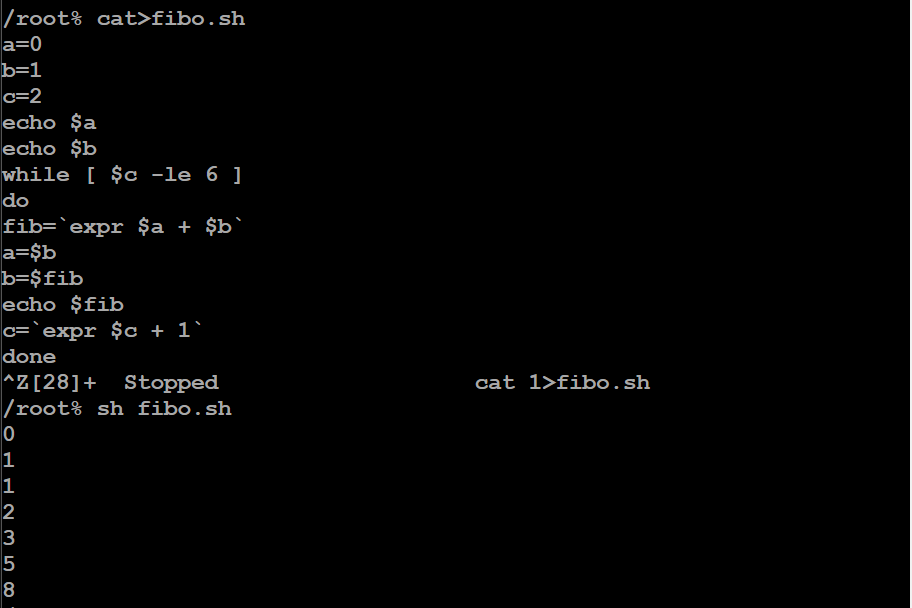 /root% cat>fibo.sh
a=0
b=1
c=2
echo $a
echo $b
while [ $c -le 6 ]
do
fib=`expr $a + $b`
a=$b
b=$fib
echo $fib
c=`expr $c + 1`
done
^Z[28]+  Stopped                   cat 1>fibo.sh
/root% sh fibo.sh
0
1
1
2
3
5
8